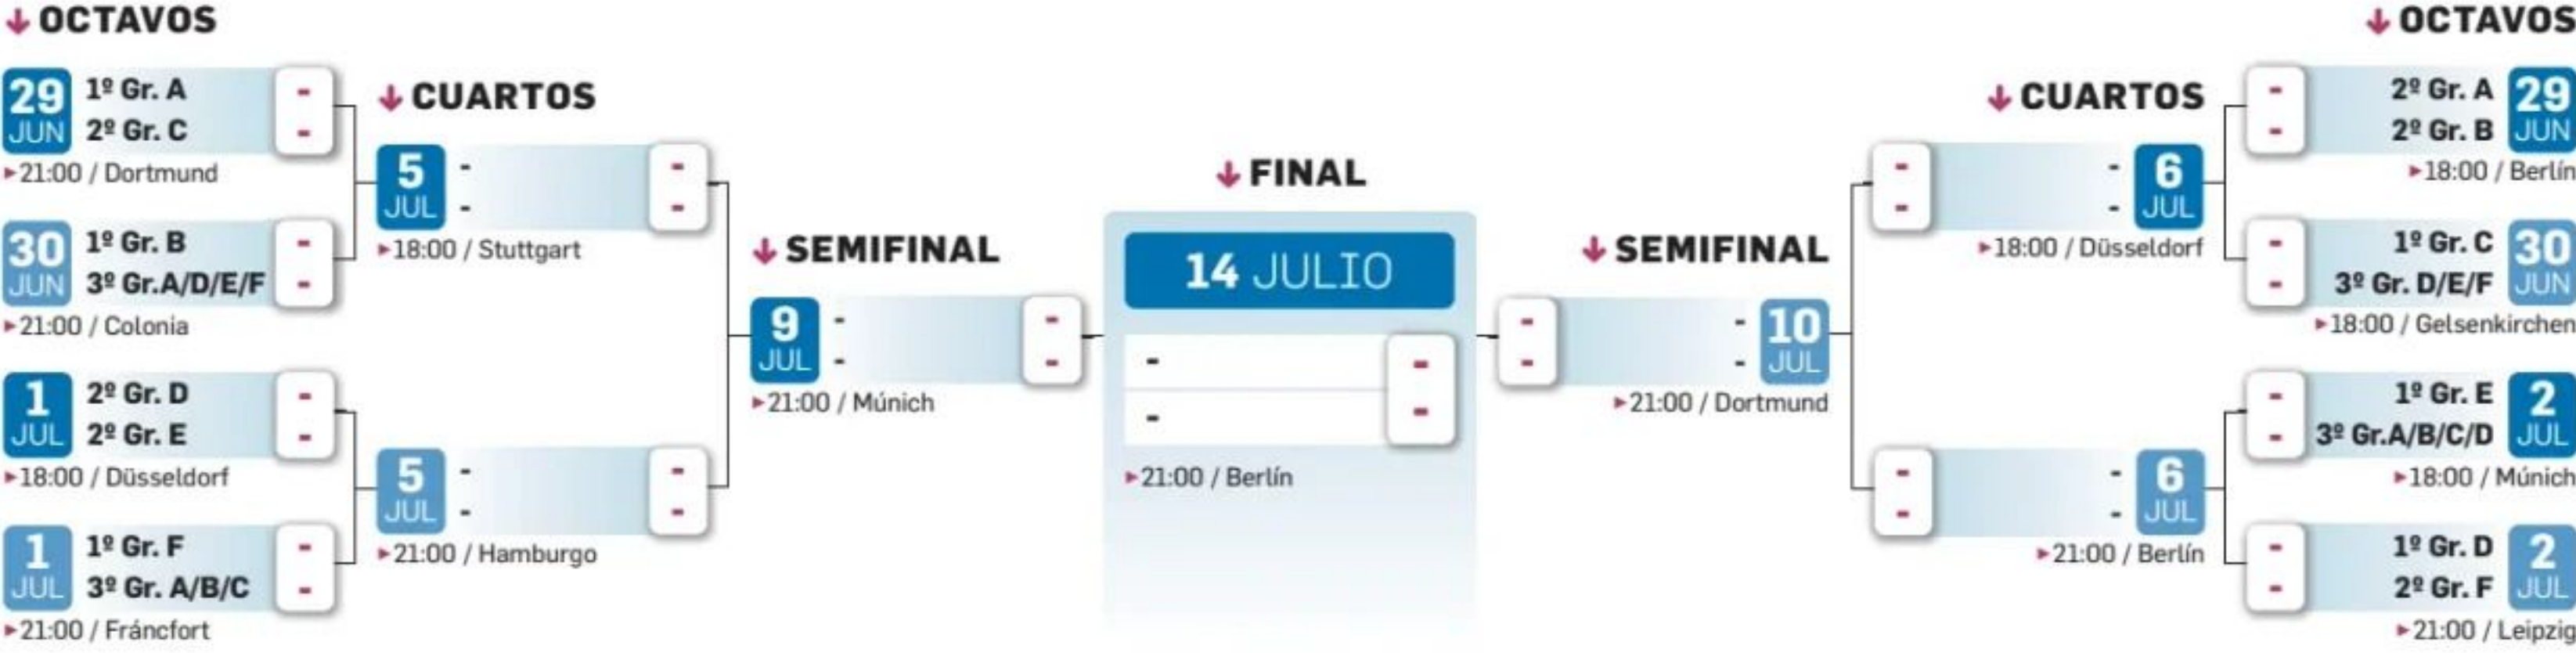 OCTAVOS
29 JUN
1º Gr. A -
2º Gr. C -
21:00 / Dortmund
30 JUN
1º Gr. B -
3º Gr.A/D/E/F -
21:00 / Colonia
1 JUL
2º Gr. D -
2º Gr. E -
18:00 / Düsseldorf
1 JUL
1º Gr. F -
3º Gr. A/B/C -
21:00 / Fráncfort
CUARTOS
5 JUL
- -
- -
18:00 / Stuttgart
5 JUL
- -
- -
21:00 / Hamburgo
SEMIFINAL
9 JUL
- -
- -
21:00 / Múnich
FINAL
14 JULIO
- -
- -
21:00 / Berlín
SEMIFINAL
- -
- -
10 JUL
21:00 / Dortmund
CUARTOS
- -
- -
6 JUL
18:00 / Düsseldorf
- -
- -
6 JUL
21:00 / Berlín
OCTAVOS
- 2º Gr. A
- 2º Gr. B
29 JUN
18:00 / Berlín
- 1º Gr. C
- 3º Gr. D/E/F
30 JUN
18:00 / Gelsenkirchen
- 1º Gr. E
- 3º Gr.A/B/C/D
2 JUL
18:00 / Múnich
- 1º Gr. D
- 2º Gr. F
2 JUL
21:00 / Leipzig